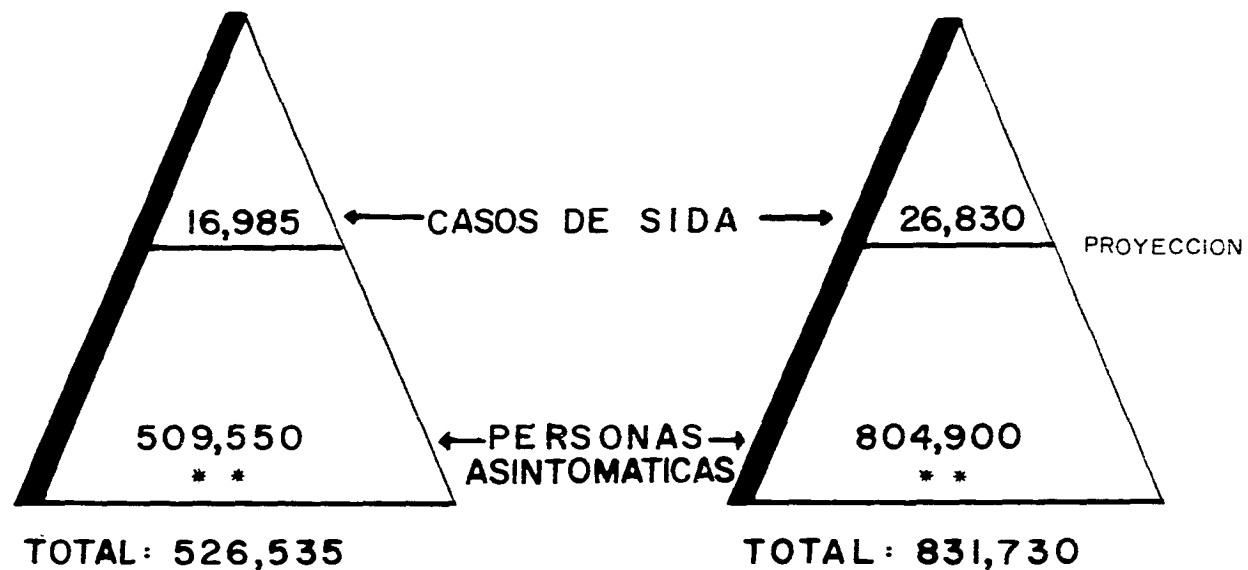 16,985 CASOS DE SIDA 26,830
PROYECCION
509,550 PERSONAS 804,900
** ASINTOMATICAS **
TOTAL: 526,535 TOTAL: 831,730